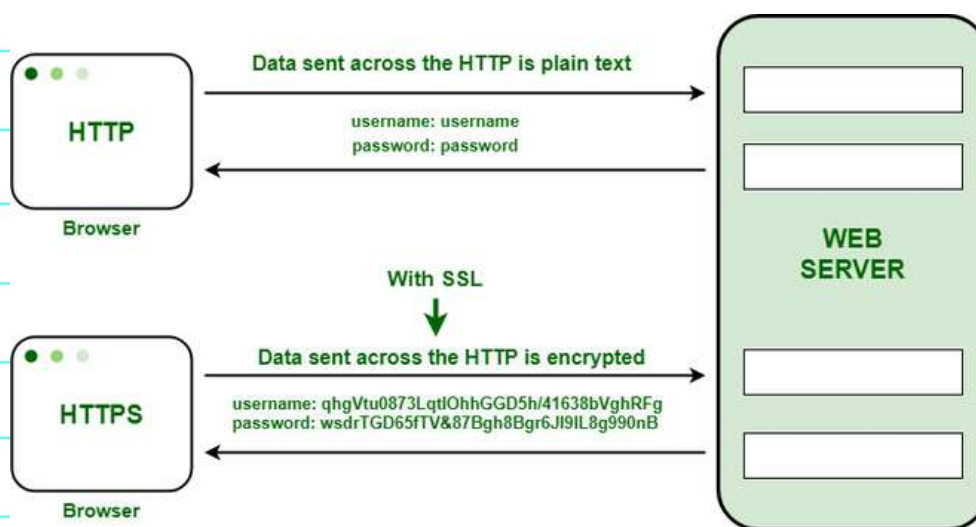 Data sent across the HTTP is plain text
HTTP
username: username
password: password
Browser
WEB
SERVER
With SSL
Data sent across the HTTP is encrypted
HTTPS
username: qhgVtu0873LqtIOhhGGD5h/41638bVghRFg
password: wsdrTGD65fTV&87Bgh8Bgr6JI9IL8g990nB
Browser